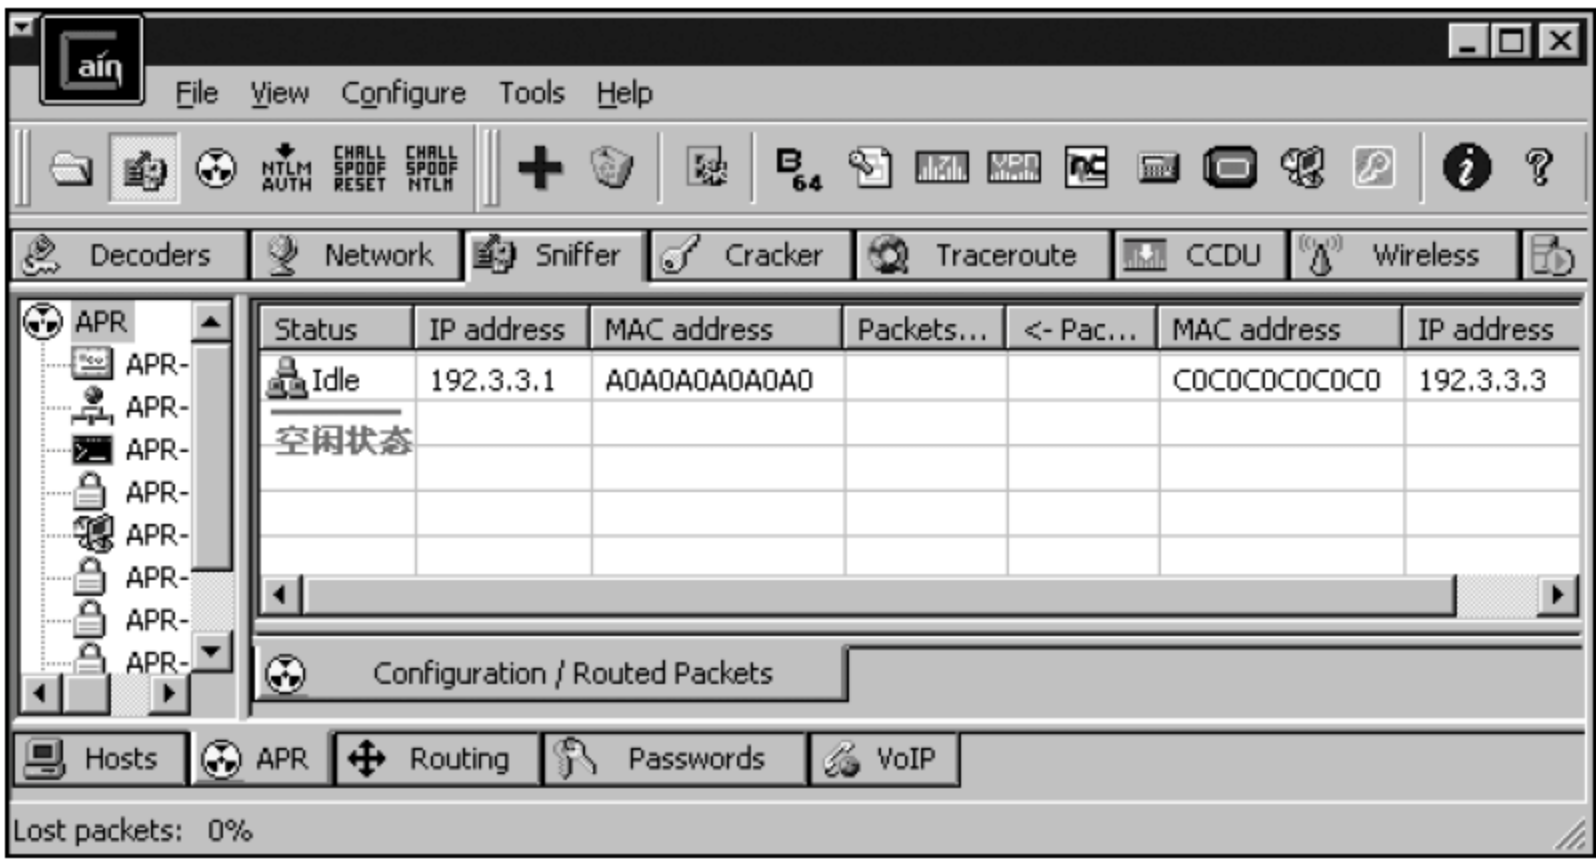 aín
File View Configure Tools Help
NTLM AUTH CHALL SPOOF RESET CHALL SPOOF NTLM B64 VPN i ?
Decoders Network Sniffer Cracker Traceroute CCDU Wireless
APR
APR-
APR-
APR-
APR-
APR-
APR-
APR-
APR-
Status IP address MAC address Packets... <- Pac... MAC address IP address
Idle 192.3.3.1 A0A0A0A0A0A0 C0C0C0C0C0C0 192.3.3.3
空闲状态
Configuration / Routed Packets
Hosts APR Routing Passwords VoIP
Lost packets: 0%